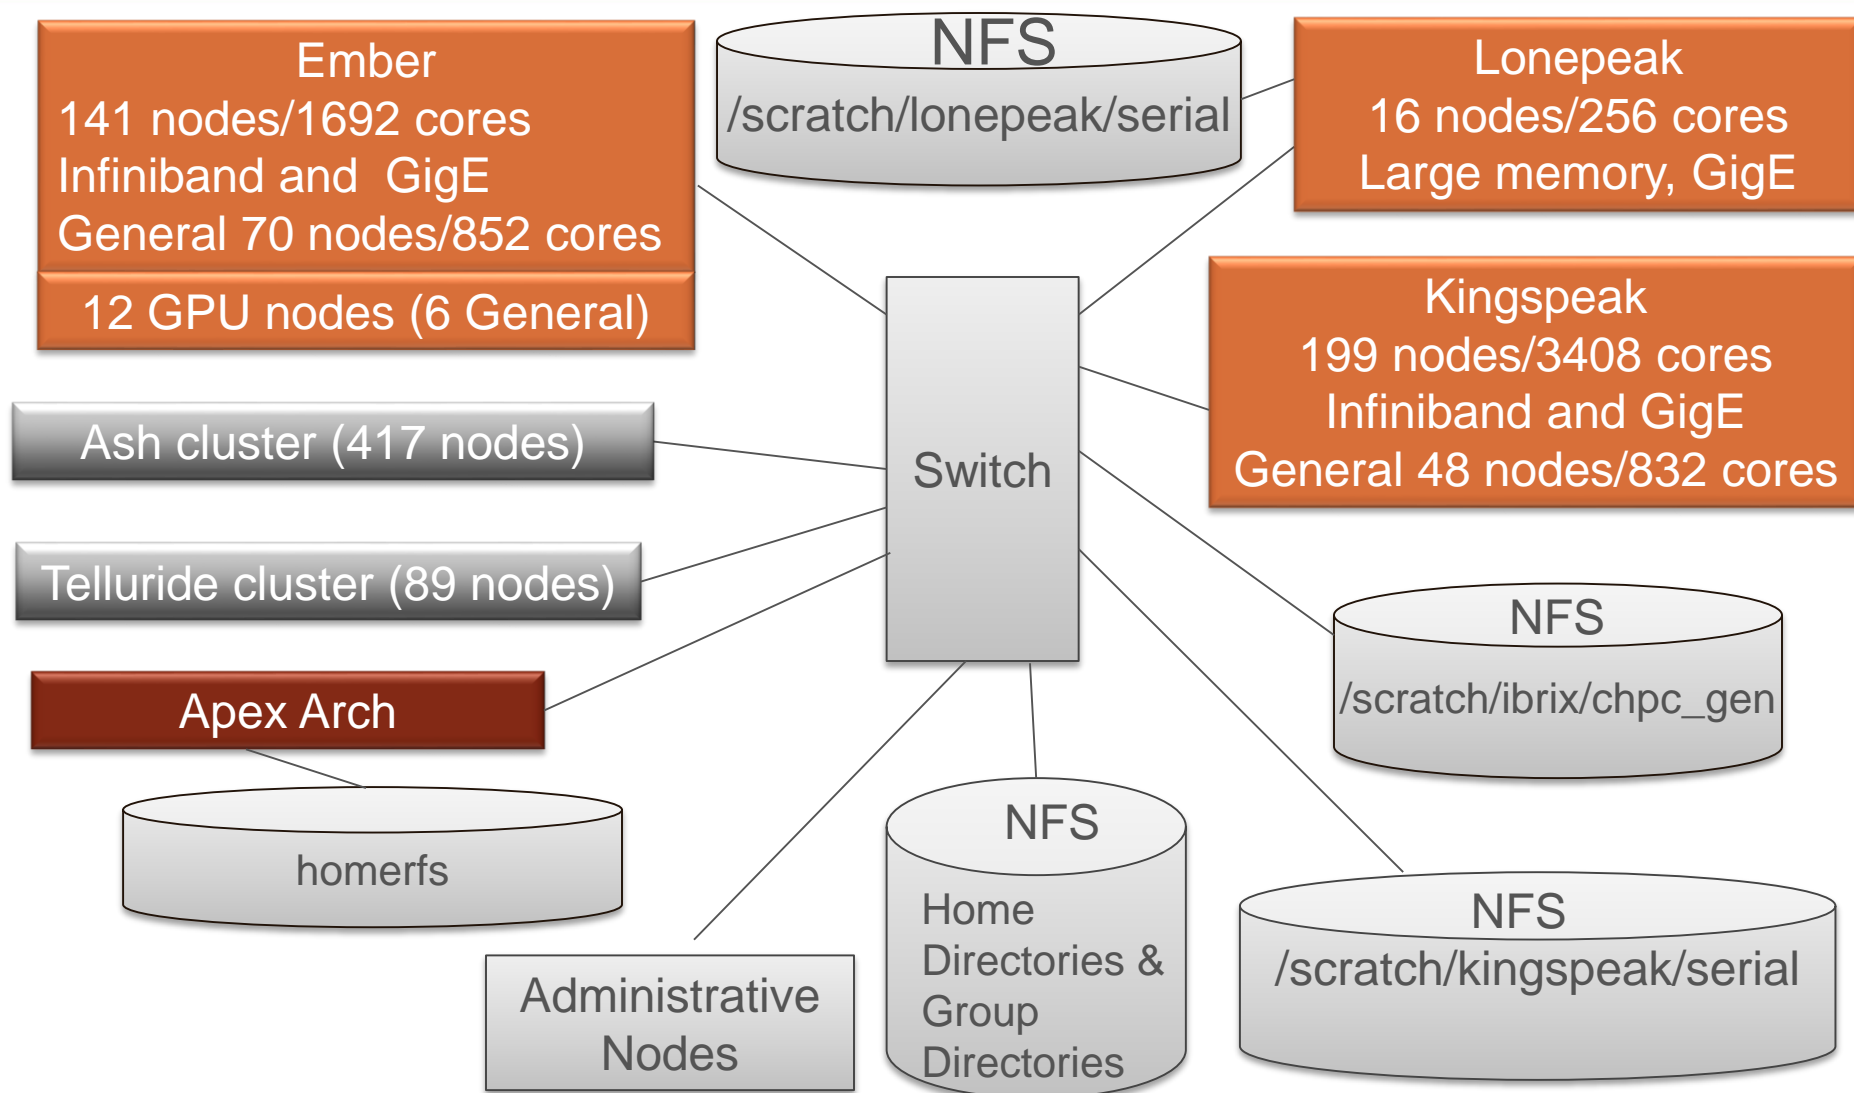 Ember
141 nodes/1692 cores
Infiniband and  GigE
General 70 nodes/852 cores
12 GPU nodes (6 General)
NFS
/scratch/lonepeak/serial
Lonepeak
16 nodes/256 cores
Large memory, GigE
Kingspeak
199 nodes/3408 cores
Infiniband and GigE
General 48 nodes/832 cores
Ash cluster (417 nodes)
Switch
Telluride cluster (89 nodes)
Apex Arch
homerfs
NFS
/scratch/ibrix/chpc_gen
Administrative
Nodes
NFS
Home
Directories &
Group
Directories
NFS
/scratch/kingspeak/serial